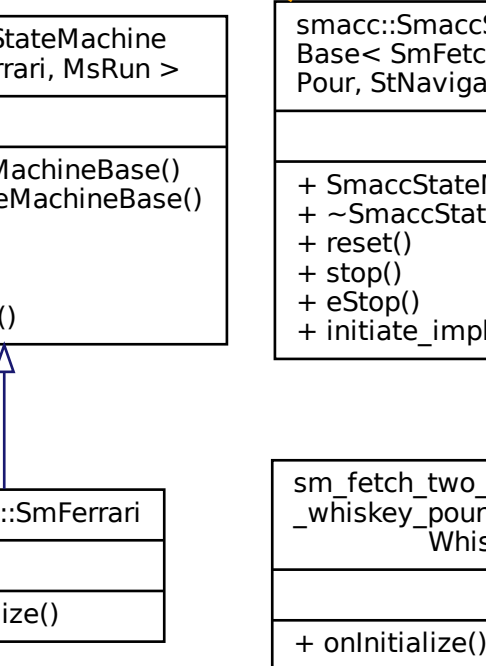 StateMachine
rrari, MsRun >
MachineBase()
eMachineBase()
()
::SmFerrari
ize()
smacc::SmaccS
Base< SmFetc
Pour, StNaviga
+ SmaccStateM
+ ~SmaccStat
+ reset()
+ stop()
+ eStop()
+ initiate_impl
sm_fetch_two_
_whiskey_pour
Whis
+ onInitialize()